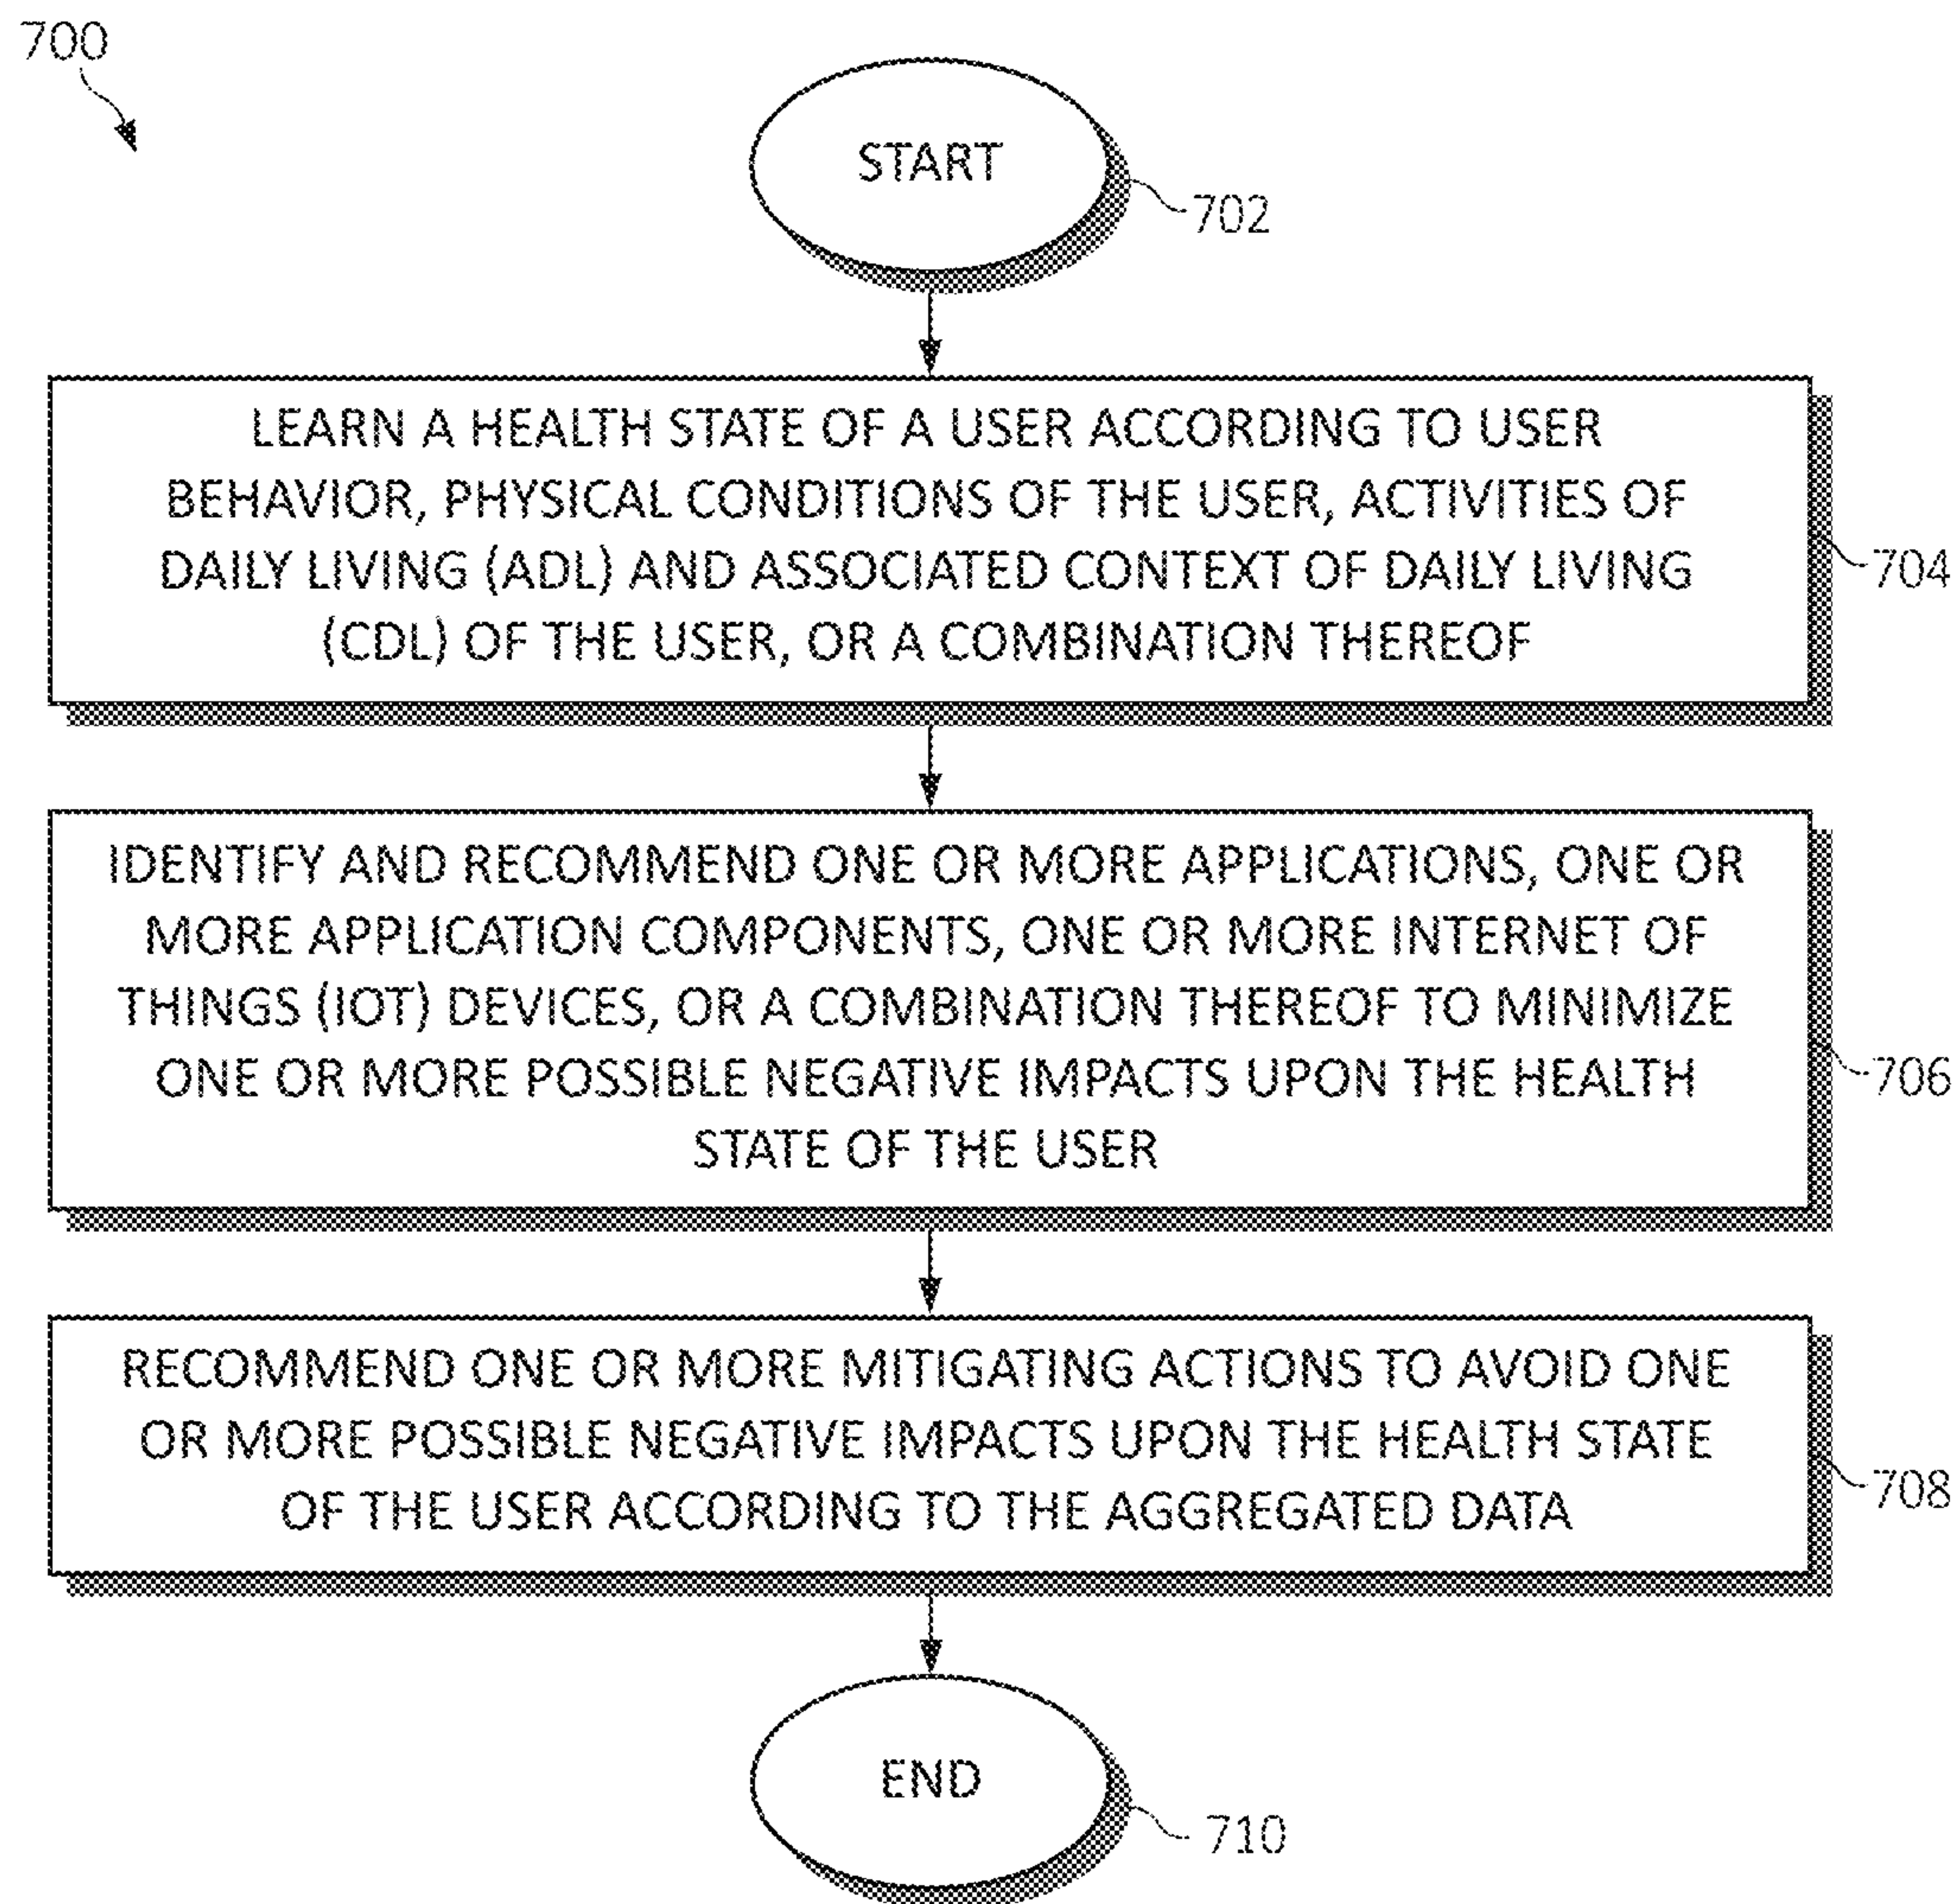 700
START
702
LEARN A HEALTH STATE OF A USER ACCORDING TO USER
BEHAVIOR, PHYSICAL CONDITIONS OF THE USER, ACTIVITIES OF
DAILY LIVING (ADL) AND ASSOCIATED CONTEXT OF DAILY LIVING
(CDL) OF THE USER, OR A COMBINATION THEREOF
704
IDENTIFY AND RECOMMEND ONE OR MORE APPLICATIONS, ONE OR
MORE APPLICATION COMPONENTS, ONE OR MORE INTERNET OF
THINGS (IOT) DEVICES, OR A COMBINATION THEREOF TO MINIMIZE
ONE OR MORE POSSIBLE NEGATIVE IMPACTS UPON THE HEALTH
STATE OF THE USER
706
RECOMMEND ONE OR MORE MITIGATING ACTIONS TO AVOID ONE
OR MORE POSSIBLE NEGATIVE IMPACTS UPON THE HEALTH STATE
OF THE USER ACCORDING TO THE AGGREGATED DATA
708
END
710